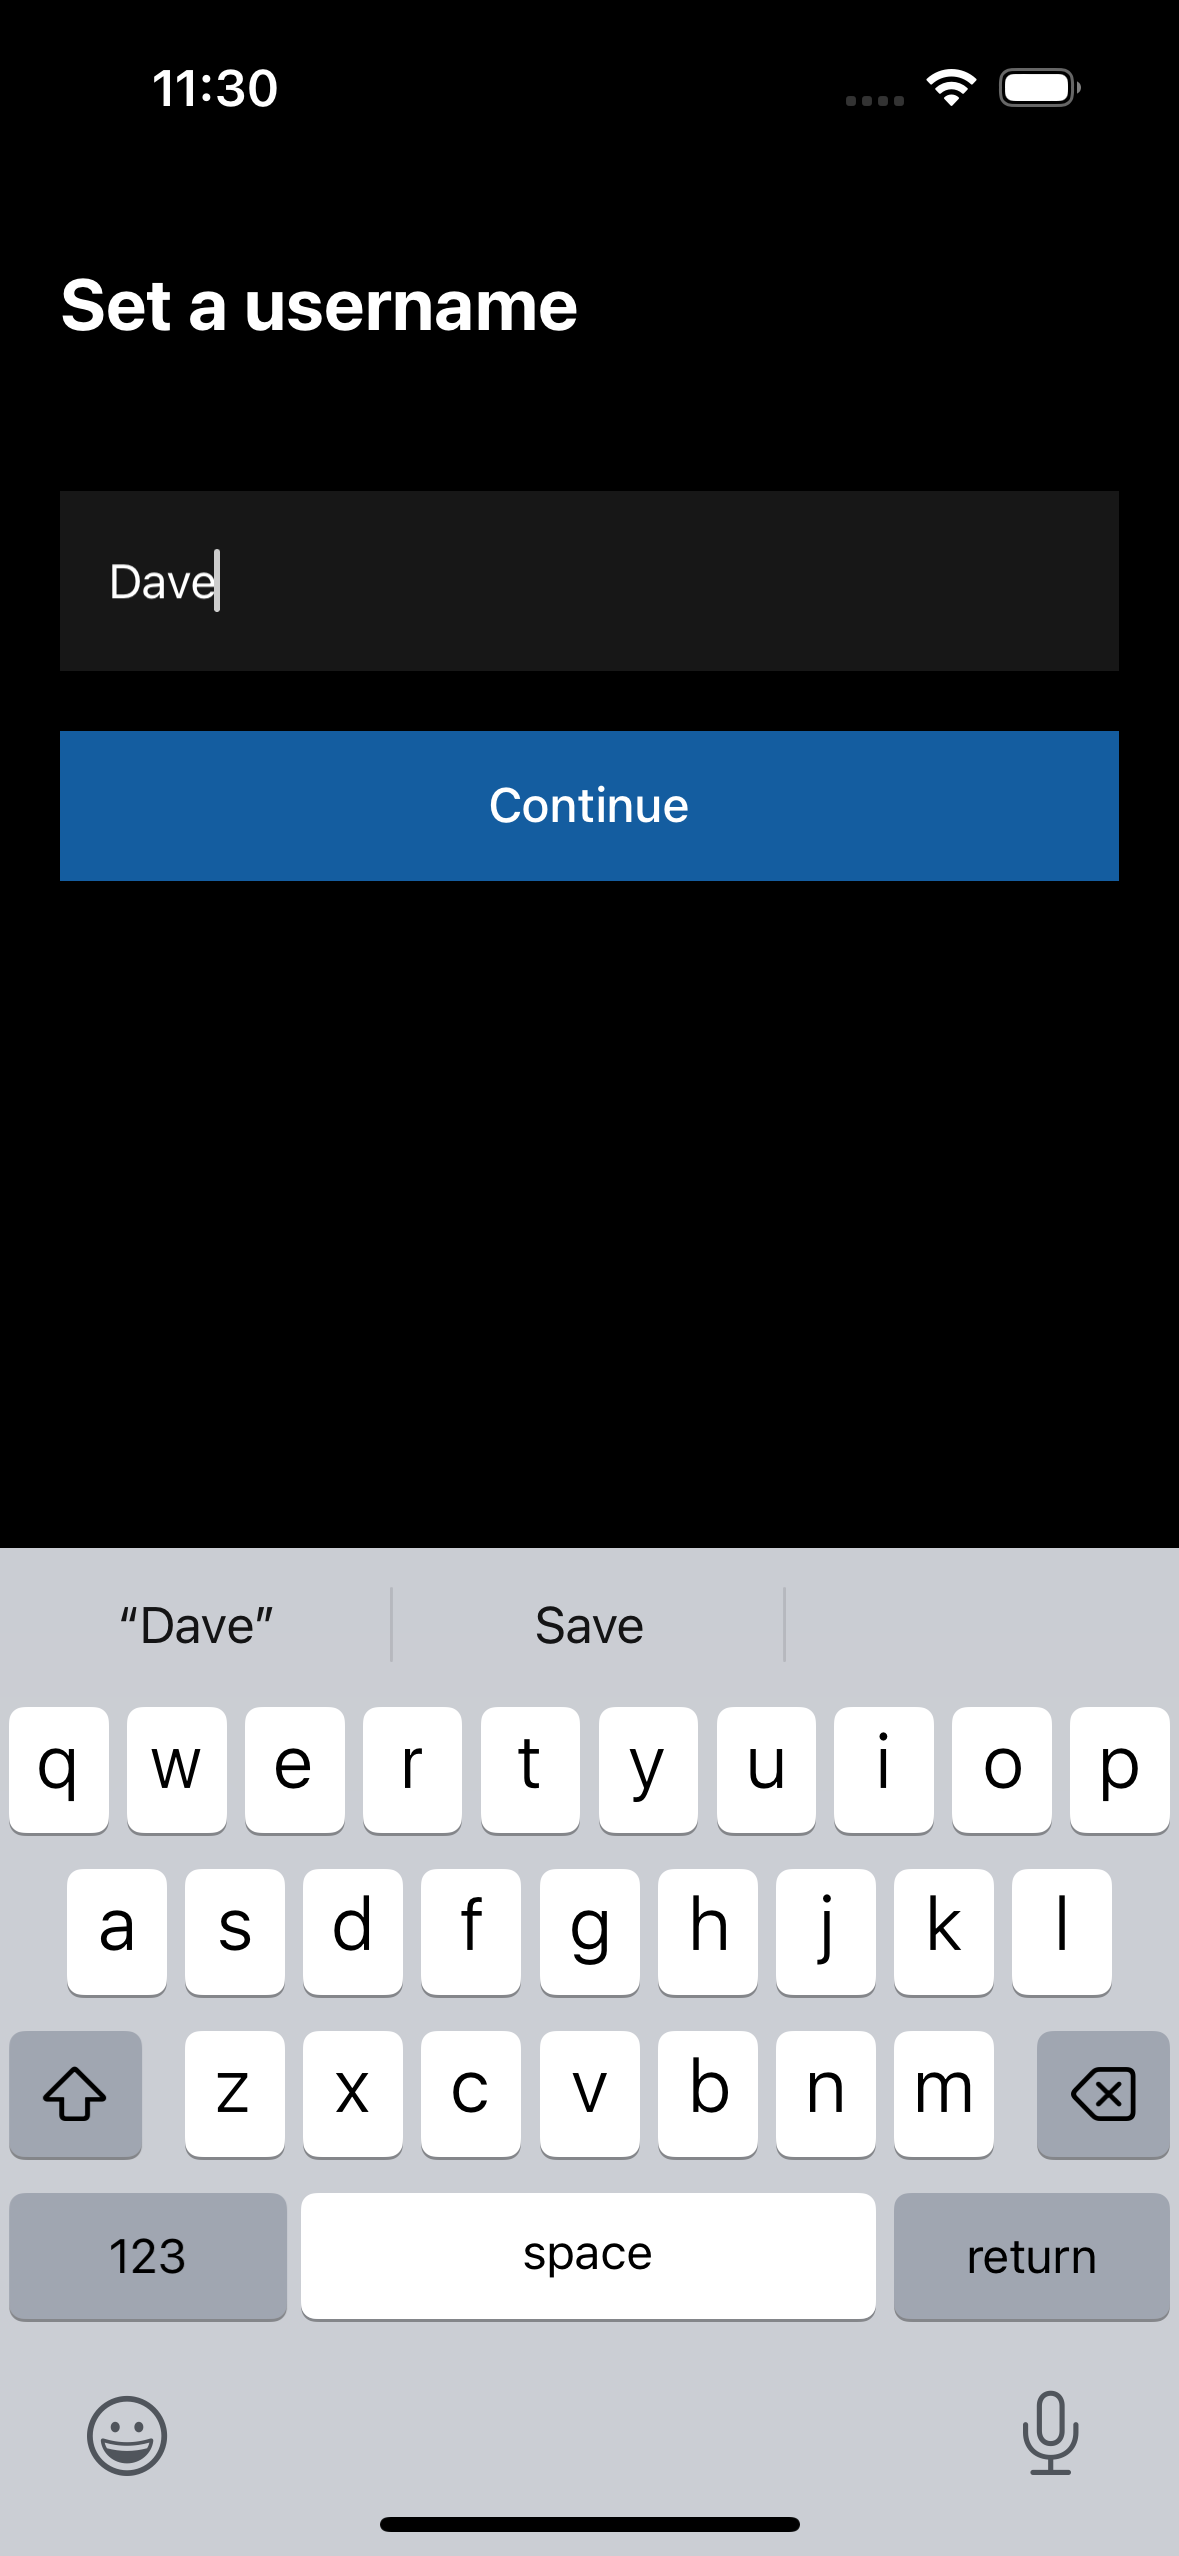 11:30
Set a username
Dave
Continue
“Dave” Save
q w e r t y u i o p
a s d f g h j k l
z x c v b n m
123 space return